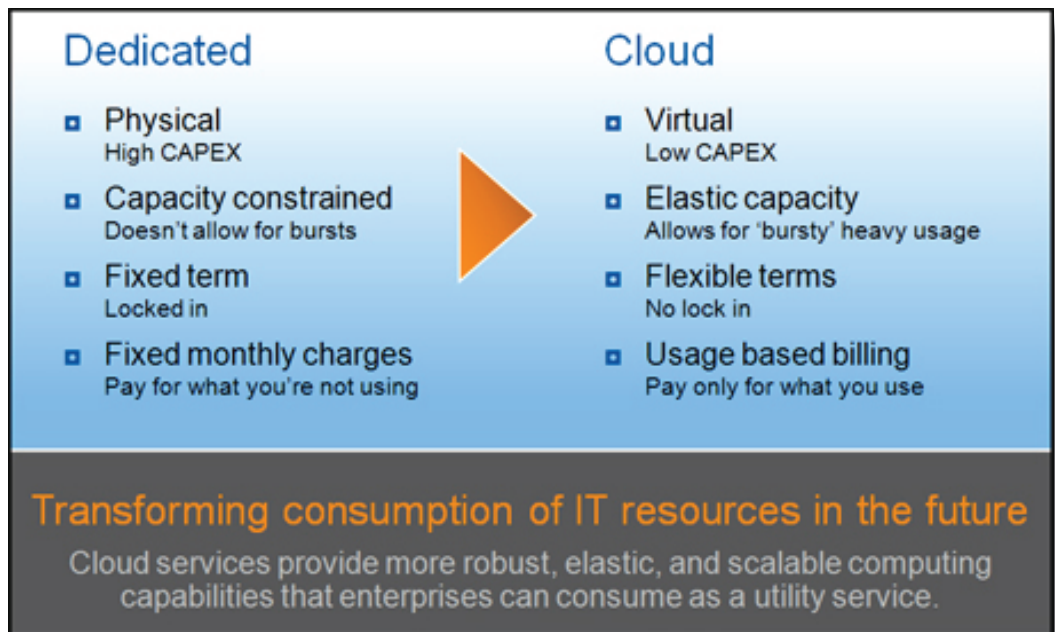 Dedicated
Physical
High CAPEX
Capacity constrained
Doesn't allow for bursts
Fixed term
Locked in
Fixed monthly charges
Pay for what you're not using
Cloud
Virtual
Low CAPEX
Elastic capacity
Allows for ‘bursty’ heavy usage
Flexible terms
No lock in
Usage based billing
Pay only for what you use
Transforming consumption of IT resources in the future
Cloud services provide more robust, elastic, and scalable computing
capabilities that enterprises can consume as a utility service.